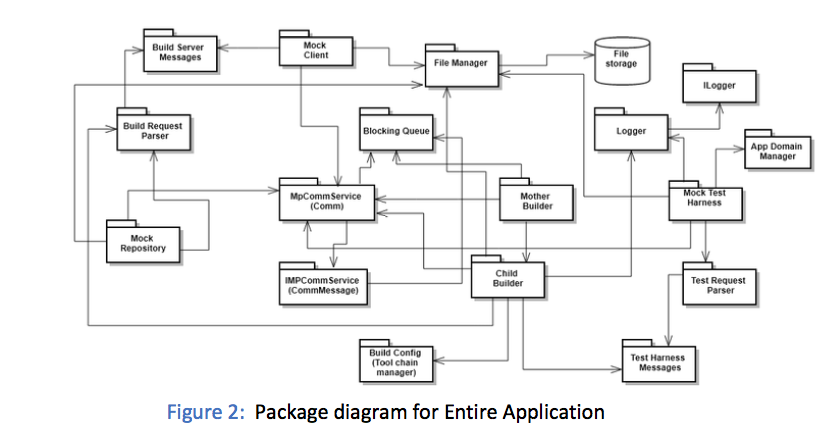 Build Server
Messages
Mock
Client
File Manager
File
storage
ILogger
Build Request
Parser
Blocking Queue
Logger
App Domain
Manager
MpCommService
(Comm)
Mother
Builder
Mock Test
Harness
Mock
Repository
IMPCommService
(CommMessage)
Child
Builder
Test Request
Parser
Build Config
(Tool chain
manager)
Test Harness
Messages
Figure 2: Package diagram for Entire Application